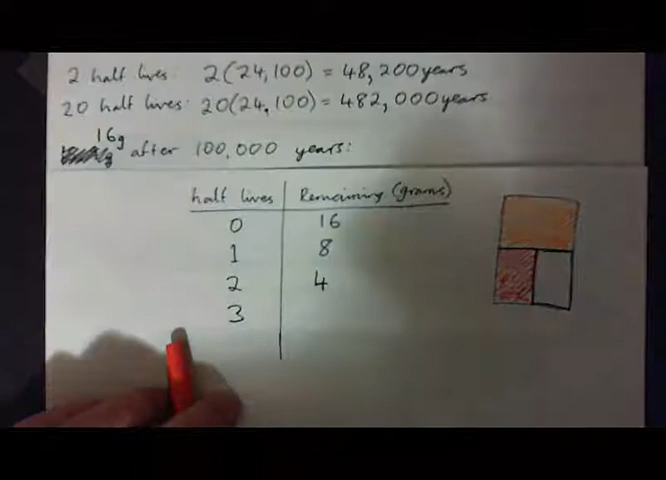 2 half lives: 2(24,100) = 48,200 years
20 half lives: 20(24,100) = 482,000 years
16g
after 100,000 years:
half lives Remaining (grams)
0 16
1 8
2 4
3